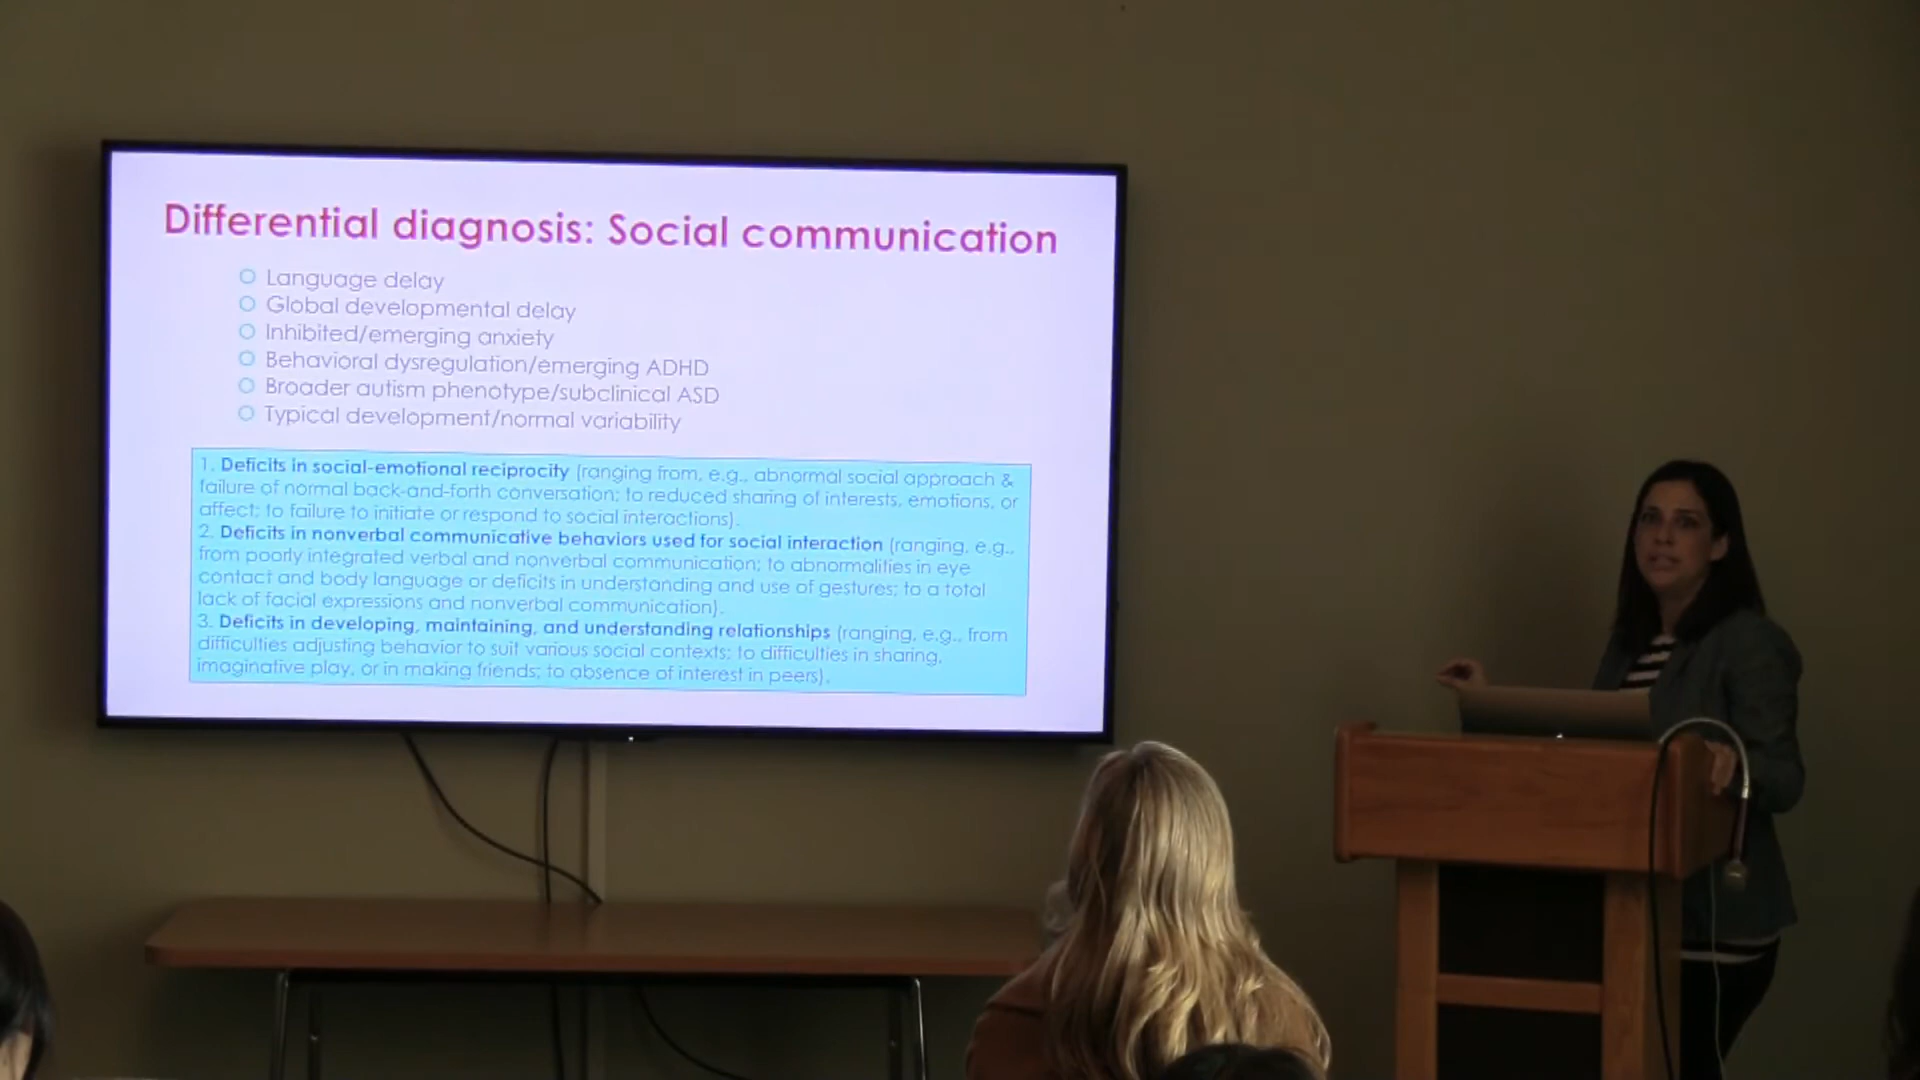 Differential diagnosis: Social communication
Language delay
Global developmental delay
Inhibited/emerging anxiety
Behavioral dysregulation/emerging ADHD
Broader autism phenotype/subclinical ASD
Typical development/normal variability
1. Deficits in social-emotional reciprocity (ranging from, e.g., abnormal social approach &
failure of normal back-and-forth conversation; to reduced sharing of interests, emotions, or
affect; to failure to initiate or respond to social interactions).
2. Deficits in nonverbal communicative behaviors used for social interaction (ranging, e.g.,
from poorly integrated verbal and nonverbal communication; to abnormalities in eye
contact and body language or deficits in understanding and use of gestures; to a total
lack of facial expressions and nonverbal communication).
3. Deficits in developing, maintaining, and understanding relationships (ranging, e.g., from
difficulties adjusting behavior to suit various social contexts; to difficulties in sharing,
imaginative play, or in making friends; to absence of interest in peers).